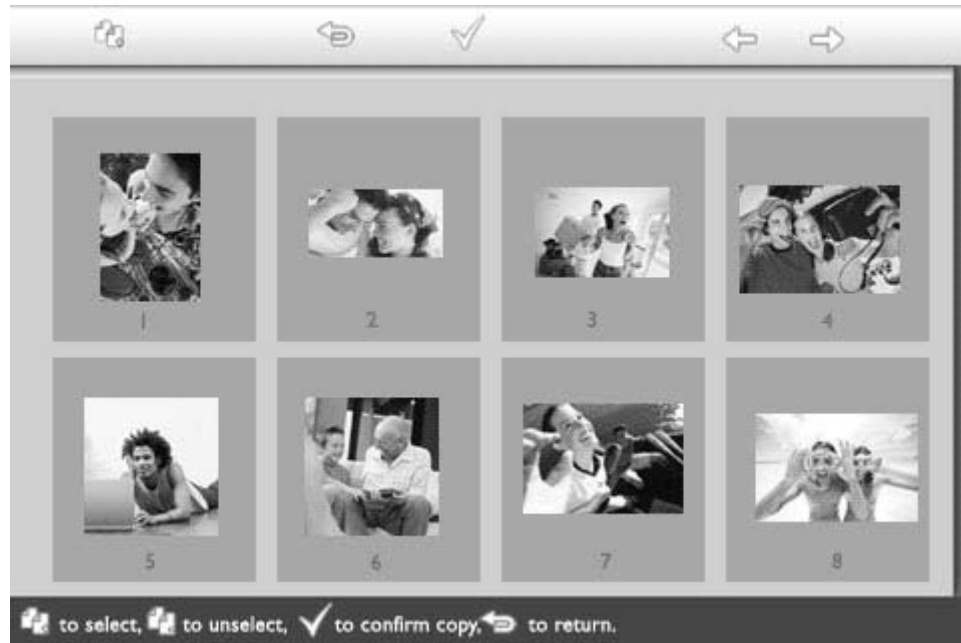 1 2 3 4
5 6 7 8
to select, to unselect, to confirm copy, to return.